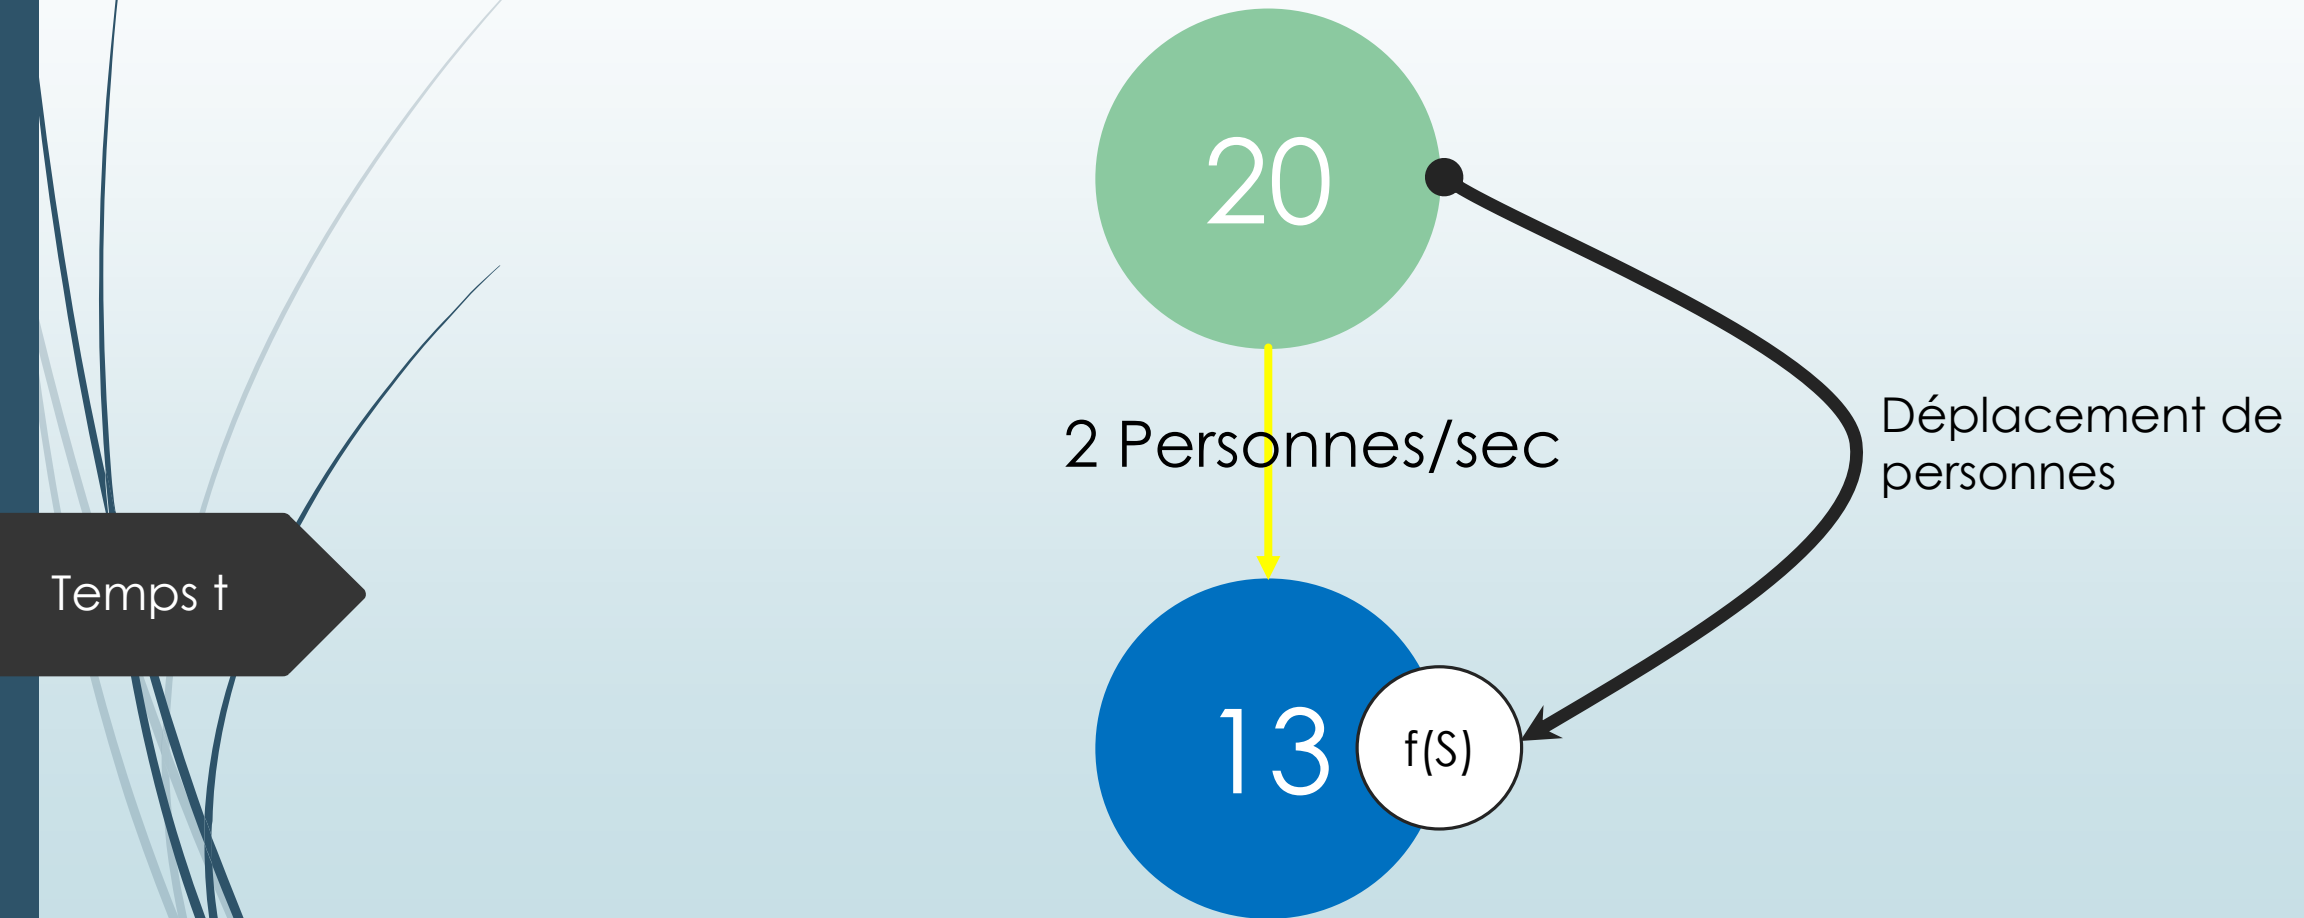 20
2 Personnes/sec
Déplacement de
personnes
Temps t
13
f(S)